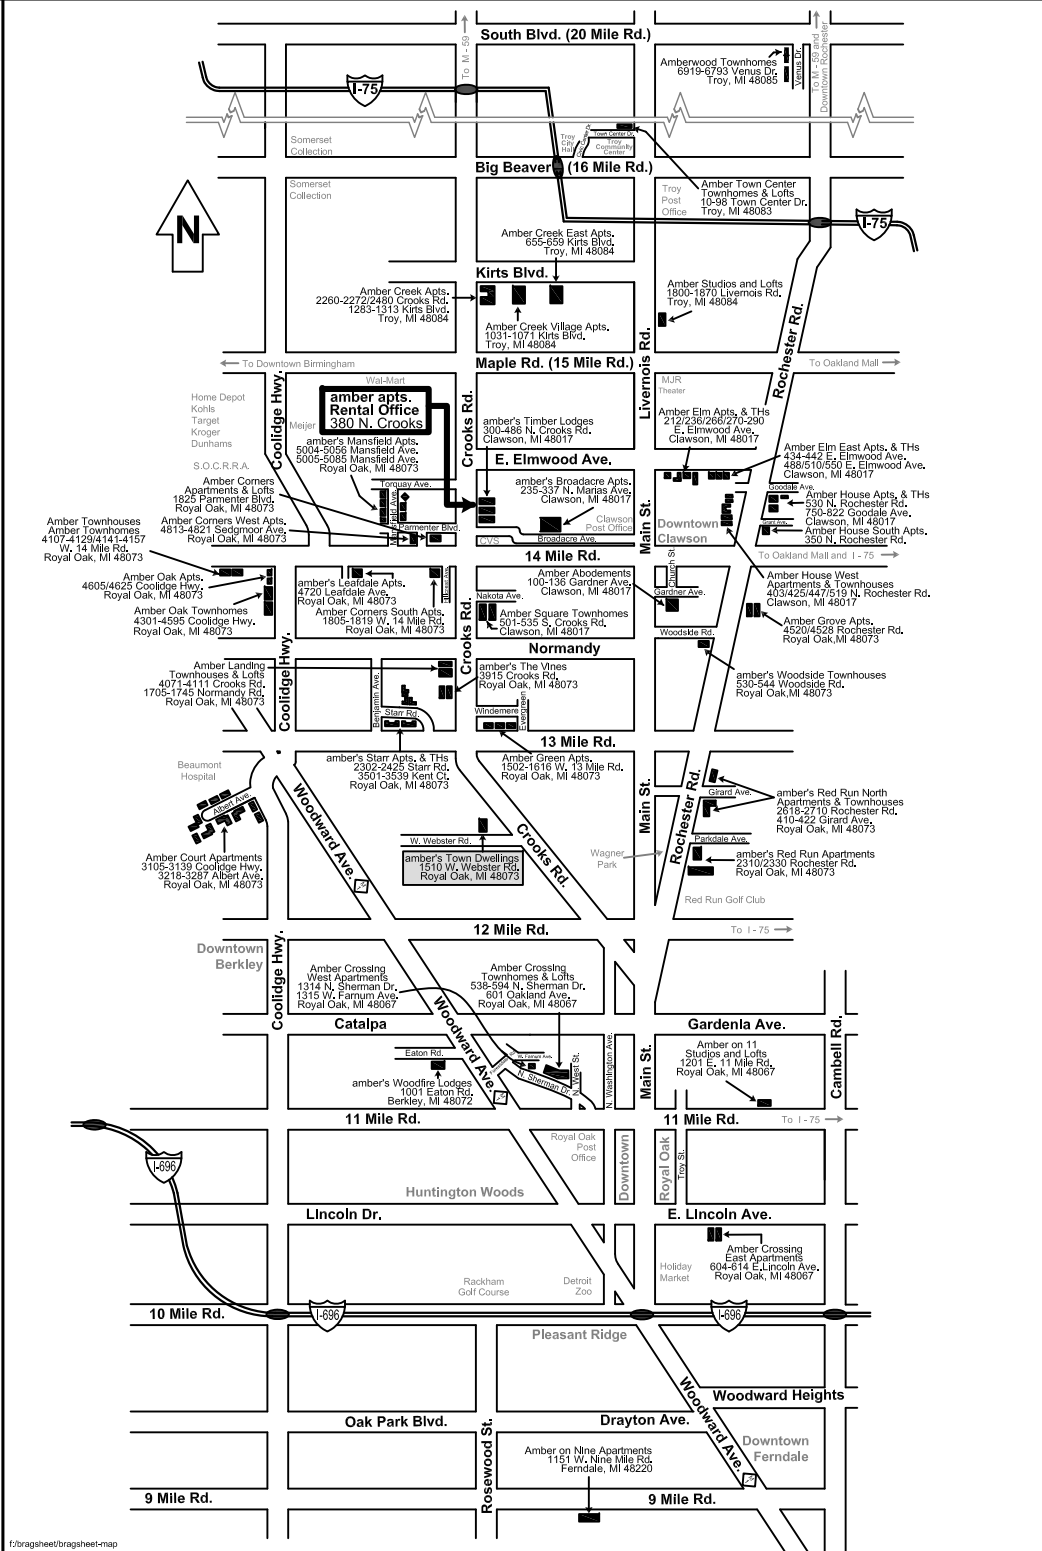 South Blvd. (20 Mile Rd.)
To M - 59
To M - 59 and
Downtown Rochester
Amberwood Townhomes
6919-6793 Venus Dr.
Troy, MI 48085
Venus Dr.
I-75
Somerset
Collection
Troy
City
Hall
Civic Center Dr.
Town Center Dr.
Troy
Community
Center
Big Beaver (16 Mile Rd.)
Somerset
Collection
Troy
Post
Office
Amber Town Center
Townhomes & Lofts
10-98 Town Center Dr.
Troy, MI 48083
N
I-75
Amber Creek East Apts.
655-659 Kirts Blvd.
Troy, MI 48084
Kirts Blvd.
Amber Creek Apts.
2260-2272/2480 Crooks Rd.
1283-1313 Kirts Blvd.
Troy, MI 48084
Amber Studios and Lofts
1800-1870 Livernois Rd.
Troy, MI 48084
Amber Creek Village Apts.
1031-1071 Kirts Blvd.
Troy, MI 48084
Livernois Rd.
Rochester Rd.
To Downtown Birmingham
Maple Rd. (15 Mile Rd.)
To Oakland Mall
Wal-Mart
MJR
Theater
Home Depot
Kohls
Target
Kroger
Dunhams
Meijer
S.O.C.R.R.A.
Coolidge Hwy.
amber apts.
Rental Office
380 N. Crooks
Crooks Rd.
amber's Timber Lodges
300-486 N. Crooks Rd.
Clawson, MI 48017
Amber Elm Apts. & THs
212/236/266/270-290
E. Elmwood Ave.
Clawson, MI 48017
amber's Mansfield Apts.
5004-5056 Mansfield Ave.
5005-5085 Mansfield Ave.
Royal Oak, MI 48073
E. Elmwood Ave.
Amber Elm East Apts. & THs
434-442 E. Elmwood Ave.
488/510/550 E. Elmwood Ave.
Clawson, MI 48017
Amber Corners
Apartments & Lofts
1825 Parmenter Blvd.
Royal Oak, MI 48073
Torquay Ave.
Mansfield Ave.
Parmenter Blvd.
amber's Broadacre Apts.
235-337 N. Marias Ave.
Clawson, MI 48017
Goodale Ave.
Grant Ave.
Amber House Apts. & THs
530 N. Rochester Rd.
750-822 Goodale Ave.
Clawson, MI 48017
Amber House South Apts.
350 N. Rochester Rd.
Amber Corners West Apts.
4813-4821 Sedgmoor Ave.
Royal Oak, MI 48073
Amber Townhouses
Amber Townhomes
4107-4129/4141-4157
W. 14 Mile Rd.
Royal Oak, MI 48073
Clawson
Post Office
CVS
Broadacre Ave.
Main St.
Downtown
Clawson
14 Mile Rd.
To Oakland Mall and I - 75
Amber Oak Apts.
4605/4625 Coolidge Hwy.
Royal Oak, MI 48073
Amber Oak Townhomes
4301-4595 Coolidge Hwy.
Royal Oak, MI 48073
amber's Leafdale Apts.
4720 Leafdale Ave.
Royal Oak, MI 48073
Amber Corners South Apts.
1805-1819 W. 14 Mile Rd.
Royal Oak, MI 48073
Hillcrest Ave.
Crooks Rd.
Nakota Ave.
Amber Abodements
100-136 Gardner Ave.
Clawson, MI 48017
Amber Square Townhomes
501-535 S. Crooks Rd.
Clawson, MI 48017
Church St.
Gardner Ave.
Amber House West
Apartments & Townhouses
403/425/447/519 N. Rochester Rd.
Clawson, MI 48017
Amber Grove Apts.
4520/4528 Rochester Rd.
Royal Oak,MI 48073
Woodside Rd.
Coolidge Hwy.
Normandy
Amber Landing
Townhouses & Lofts
4071-4111 Crooks Rd.
1705-1745 Normandy Rd.
Royal Oak, MI 48073
amber's The Vines
3915 Crooks Rd.
Royal Oak, MI 48073
amber's Woodside Townhouses
530-544 Woodside Rd.
Royal Oak,MI 48073
Benjamin Ave.
Starr Rd.
Windemere
Evergreen
13 Mile Rd.
Beaumont
Hospital
amber's Starr Apts. & THs
2302-2425 Starr Rd.
3501-3539 Kent Ct.
Royal Oak, MI 48073
Amber Green Apts.
1502-1616 W. 13 Mile Rd.
Royal Oak, MI 48073
Albert Ave.
Woodward Ave.
Crooks Rd.
Main St.
Rochester Rd.
Girard Ave.
amber's Red Run North
Apartments & Townhouses
2618-2710 Rochester Rd.
410-422 Girard Ave.
Royal Oak, MI 48073
W. Webster Rd.
Parkdale Ave.
Amber Court Apartments
3105-3139 Coolidge Hwy.
3218-3287 Albert Ave.
Royal Oak, MI 48073
amber's Town Dwellings
1510 W. Webster Rd.
Royal Oak, MI 48073
Wagner
Park
amber's Red Run Apartments
2310/2330 Rochester Rd.
Royal Oak, MI 48073
Red Run Golf Club
12 Mile Rd.
To I - 75
Downtown
Berkley
Coolidge Hwy.
Amber Crossing
West Apartments
1314 N. Sherman Dr.
1315 W. Farnum Ave.
Royal Oak, MI 48067
Amber Crossing
Townhomes & Lofts
538-594 N. Sherman Dr.
601 Oakland Ave.
Royal Oak, MI 48067
Catalpa
Woodward Ave.
Gardenia Ave.
Cambell Rd.
Eaton Rd.
W. Farnum Ave.
N. Sherman Dr.
N. West St.
N. Washington Ave.
Main St.
Amber on 11
Studios and Lofts
1201 E. 11 Mile Rd.
Royal Oak, MI 48067
amber's Woodfire Lodges
1001 Eaton Rd.
Berkley, MI 48072
11 Mile Rd.
11 Mile Rd.
To I - 75
I-696
Royal Oak
Post
Office
Downtown
Royal Oak
Troy St.
Huntington Woods
Lincoln Dr.
E. Lincoln Ave.
Amber Crossing
East Apartments
604-614 E.Lincoln Ave.
Royal Oak, MI 48067
Rackham
Golf Course
Detroit
Zoo
Holiday
Market
10 Mile Rd.
I-696
I-696
Pleasant Ridge
Woodward Ave.
Woodward Heights
Oak Park Blvd.
Rosewood St.
Drayton Ave.
Downtown
Ferndale
Amber on Nine Apartments
1151 W. Nine Mile Rd.
Ferndale, MI 48220
9 Mile Rd.
9 Mile Rd.
f:/bragsheet/bragsheet-map